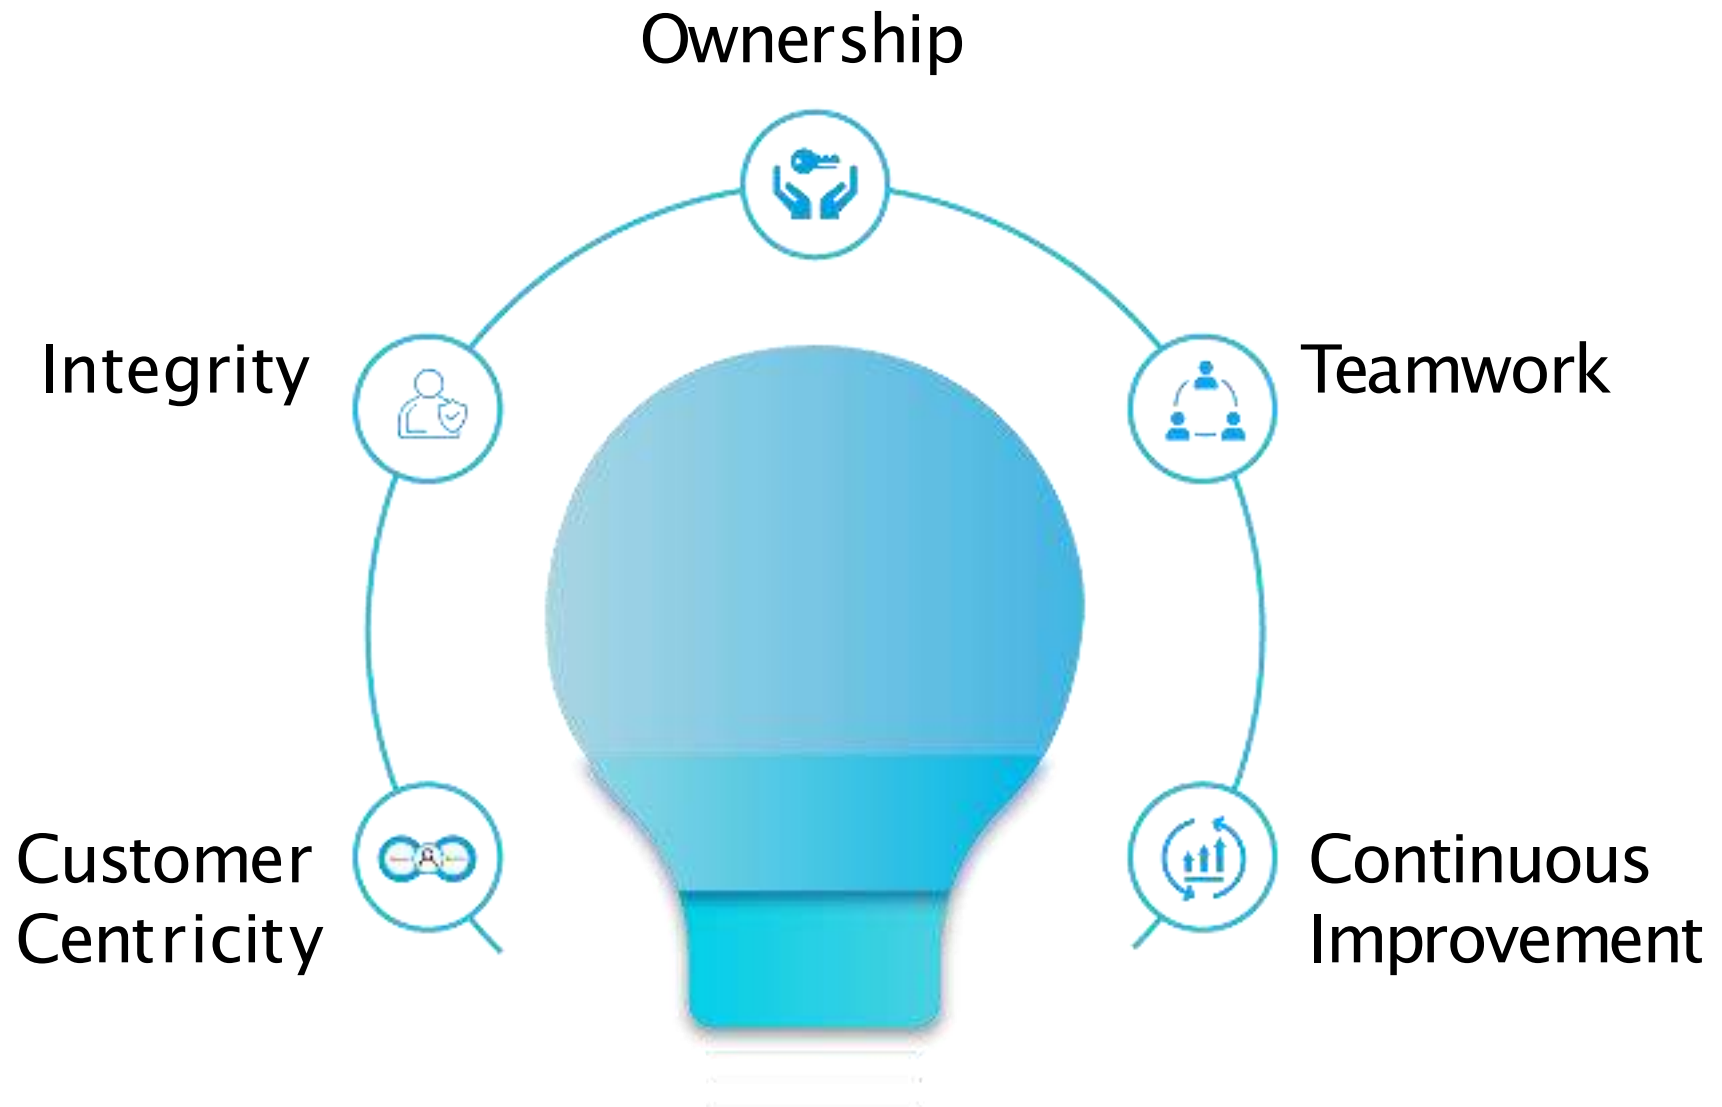 Ownership
Integrity
Teamwork
Customer
Centricity
Continuous
Improvement